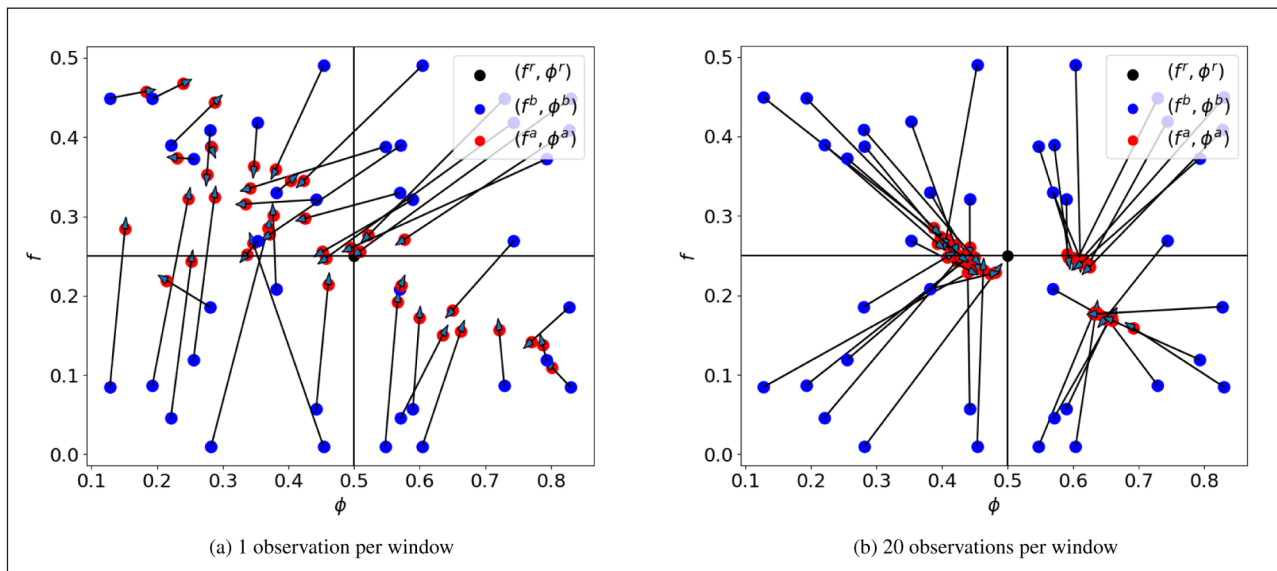 0.5
0.4
0.3
0.2
0.1
0.0
f
0.1 0.2 0.3 0.4 0.5 0.6 0.7 0.8
ϕ
(f^r, ϕ^r)
(f^b, ϕ^b)
(f^a, ϕ^a)
(a) 1 observation per window
0.5
0.4
0.3
0.2
0.1
0.0
f
0.1 0.2 0.3 0.4 0.5 0.6 0.7 0.8
ϕ
(f^r, ϕ^r)
(f^b, ϕ^b)
(f^a, ϕ^a)
(b) 20 observations per window